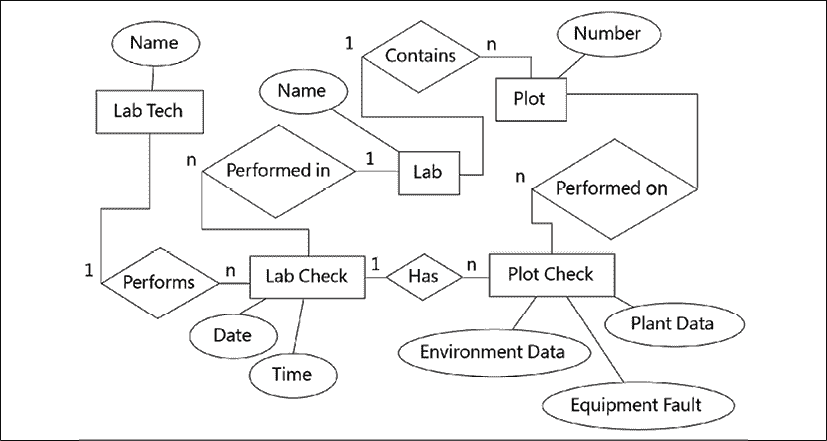 Name
1
Contains
n
Number
Lab Tech
Name
Plot
n
Performed in
1
Lab
n
Performed on
1
Performs
n
Lab Check
1
Has
n
Plot Check
Date
Time
Environment Data
Plant Data
Equipment Fault